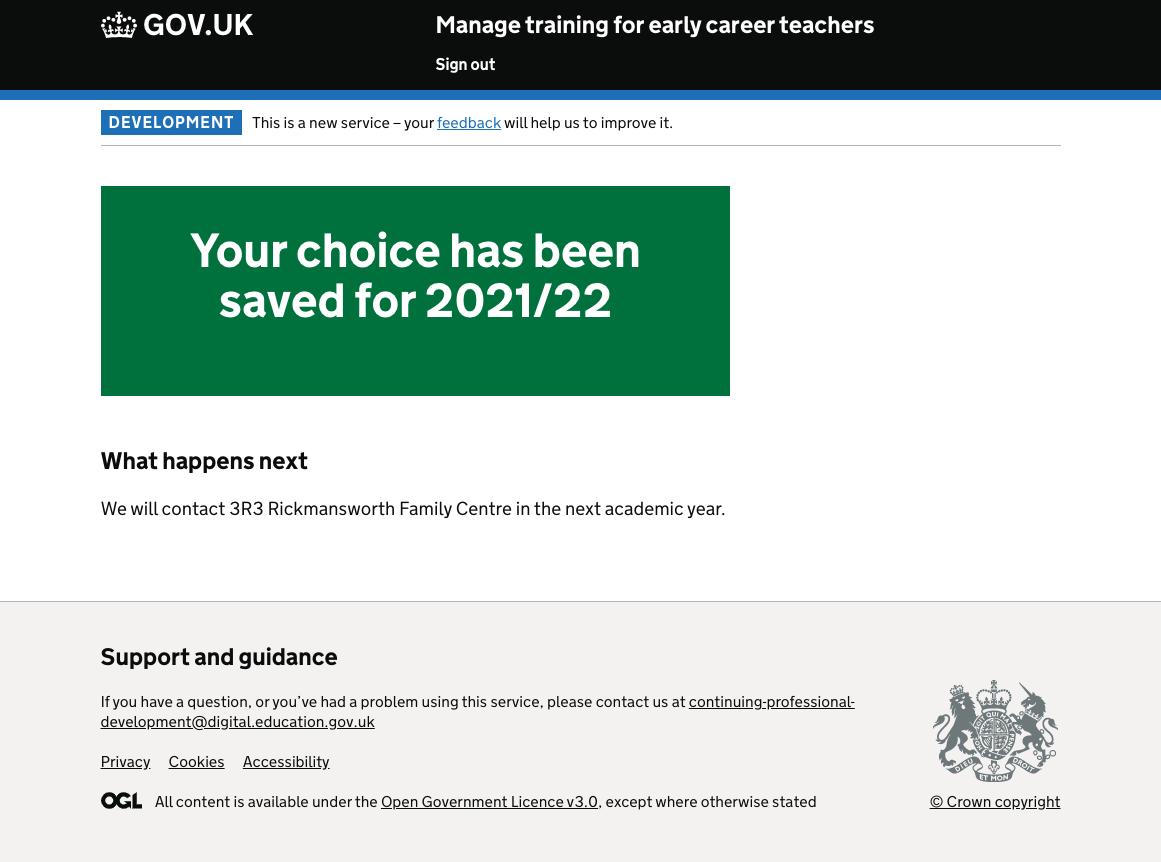 GOV.UK
Manage training for early career teachers
Sign out
DEVELOPMENT
This is a new service – your feedback will help us to improve it.
Your choice has been
saved for 2021/22
What happens next
We will contact 3R3 Rickmansworth Family Centre in the next academic year.
Support and guidance
If you have a question, or you’ve had a problem using this service, please contact us at continuing-professional-
development@digital.education.gov.uk
Privacy Cookies Accessibility
OGL All content is available under the Open Government Licence v3.0, except where otherwise stated
DIEU ET MON DROIT
© Crown copyright